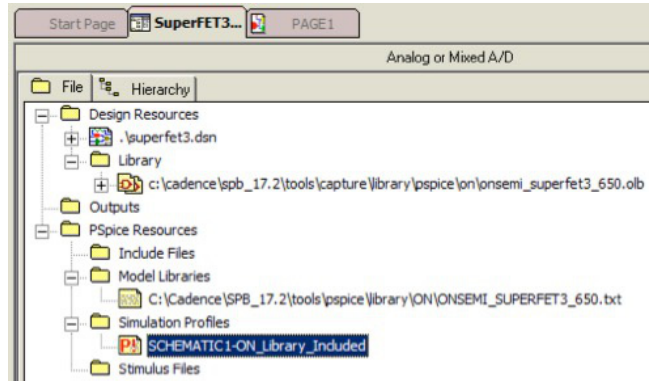 Start Page SuperFET3... PAGE1
Analog or Mixed A/D
File Hierarchy
Design Resources
.\superfet3.dsn
Library
c:\cadence\spb_17.2\tools\capture\library\pspice\on\onsemi_superfet3_650.olb
Outputs
PSpice Resources
Include Files
Model Libraries
C:\Cadence\SPB_17.2\tools\pspice\library\ON\ONSEMI_SUPERFET3_650.txt
Simulation Profiles
SCHEMATIC1-ON_Library_Included
Stimulus Files